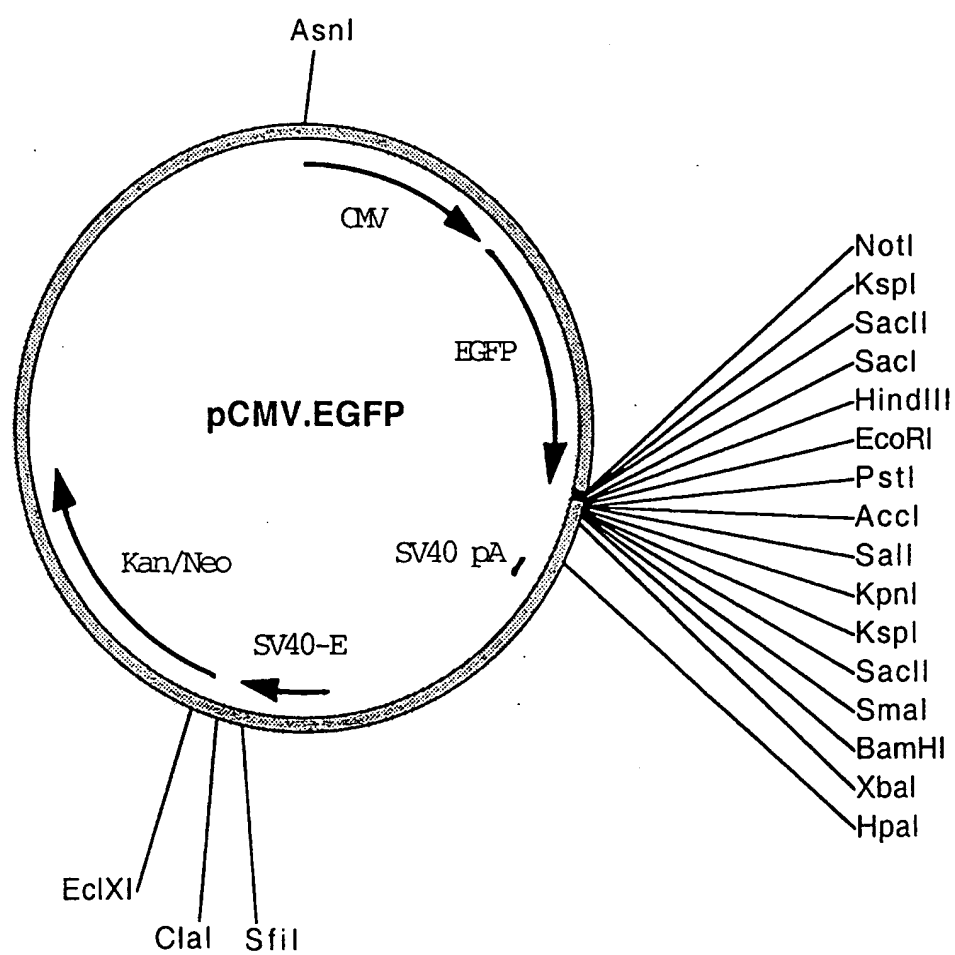 AsnI
CMV
NotI
KspI
SacII
EGFP
SacI
pCMV.EGFP
HindIII
EcoRI
PstI
AccI
Kan/Neo
SV40 pA
SalI
KpnI
SV40-E
KspI
SacII
SmaI
BamHI
XbaI
HpaI
EclXI
ClaI
SfiI